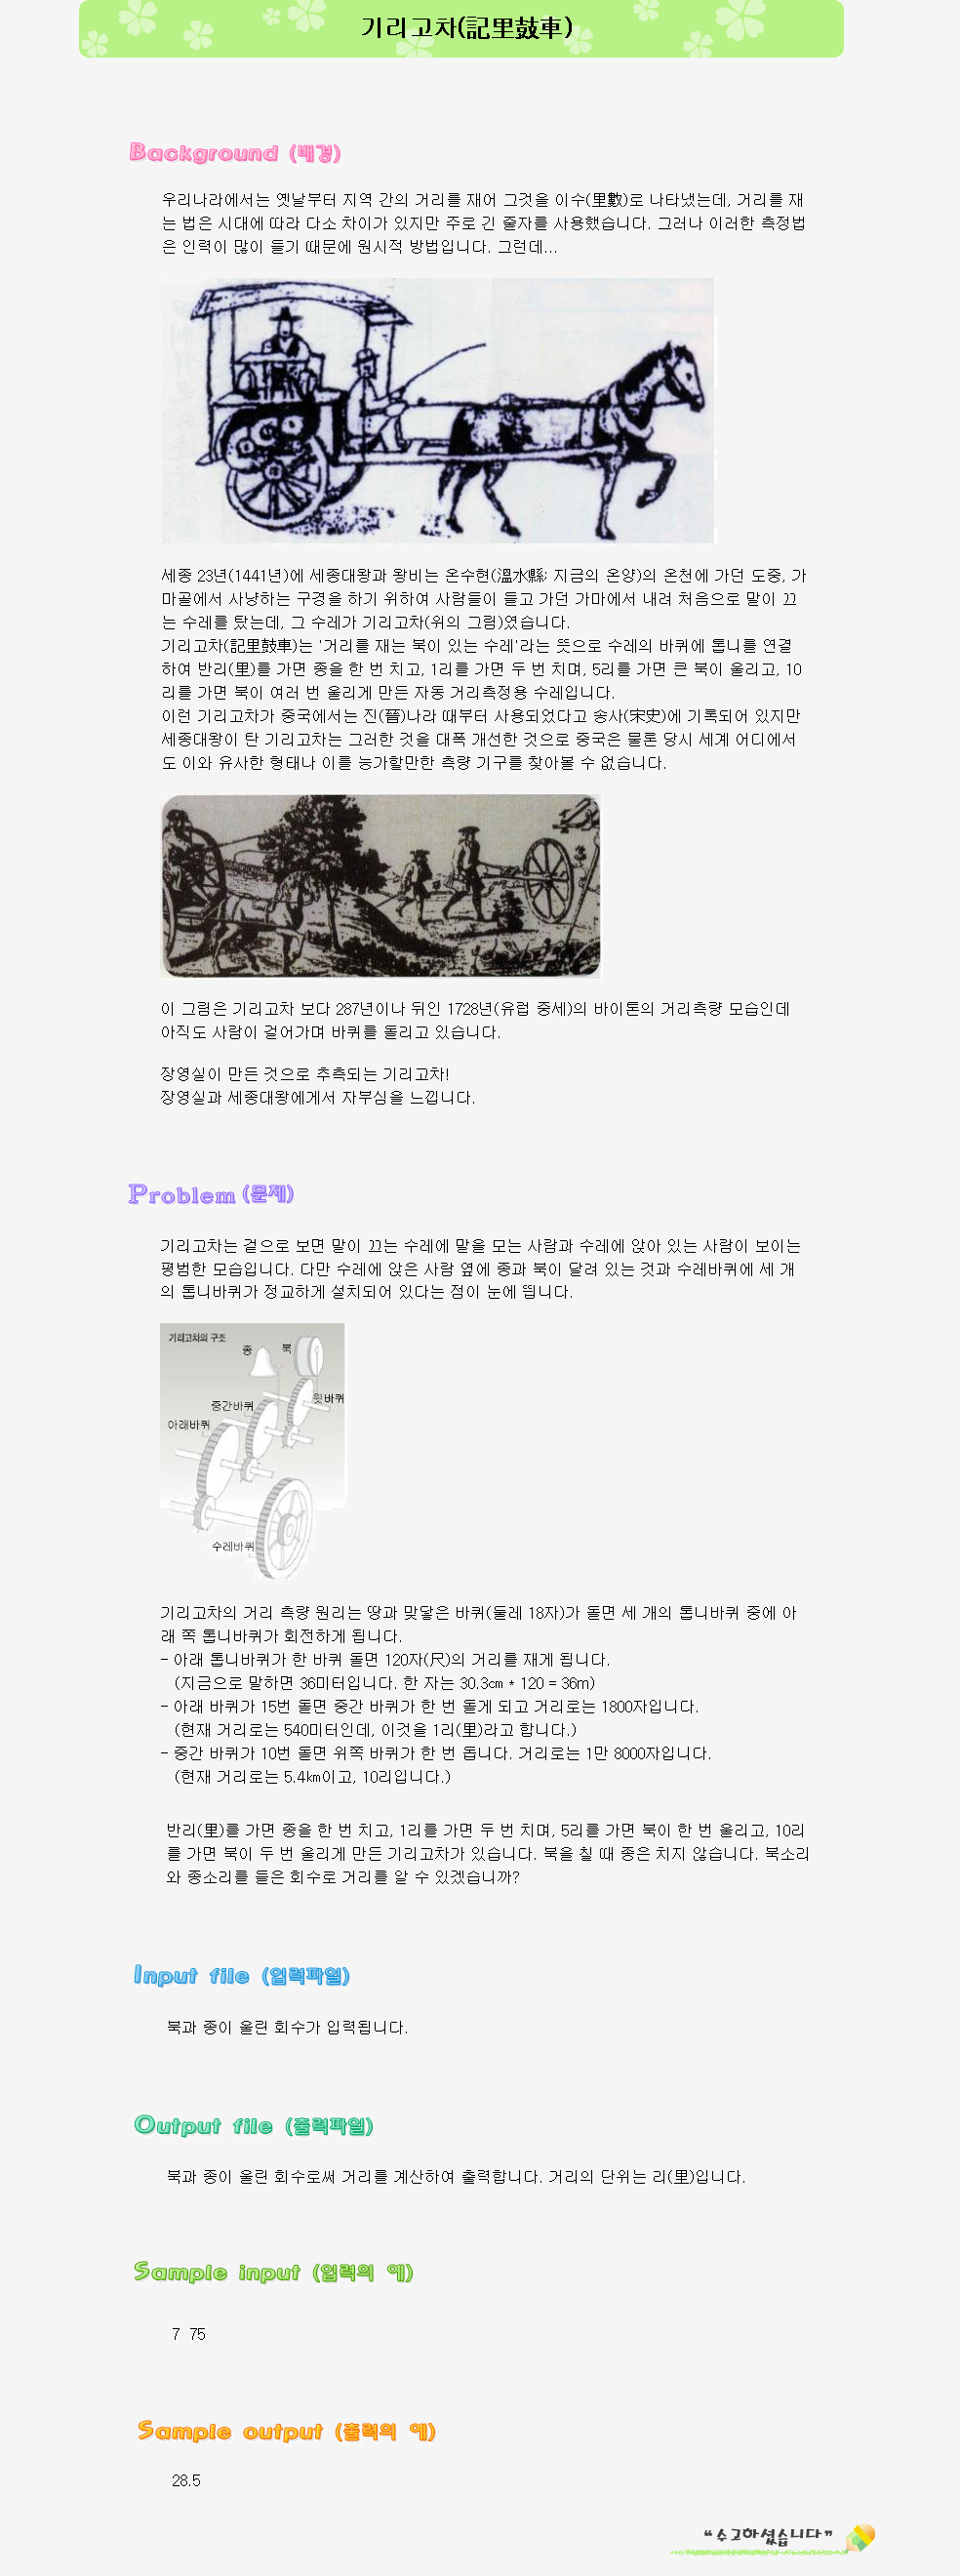 기리고차(記里鼓車)
Background (배경)
우리나라에서는 옛날부터 지역 간의 거리를 재어 그것을 이수(里數)로 나타냈는데, 거리를 재
는 법은 시대에 따라 다소 차이가 있지만 주로 긴 줄자를 사용했습니다. 그러나 이러한 측정법
은 인력이 많이 들기 때문에 원시적 방법입니다. 그런데...
세종 23년(1441년)에 세종대왕과 왕비는 온수현(溫水縣; 지금의 온양)의 온천에 가던 도중, 가
마골에서 사냥하는 구경을 하기 위하여 사람들이 들고 가던 가마에서 내려 처음으로 말이 끄
는 수레를 탔는데, 그 수레가 기리고차(위의 그림)였습니다.
기리고차(記里鼓車)는 '거리를 재는 북이 있는 수레'라는 뜻으로 수레의 바퀴에 톱니를 연결
하여 반리(里)를 가면 종을 한 번 치고, 1리를 가면 두 번 치며, 5리를 가면 큰 북이 울리고, 10
리를 가면 북이 여러 번 울리게 만든 자동 거리측정용 수레입니다.
이런 기리고차가 중국에서는 진(晉)나라 때부터 사용되었다고 송사(宋史)에 기록되어 있지만
세종대왕이 탄 기리고차는 그러한 것을 대폭 개선한 것으로 중국은 물론 당시 세계 어디에서
도 이와 유사한 형태나 이를 능가할만한 측량 기구를 찾아볼 수 없습니다.
이 그림은 기리고차 보다 287년이나 뒤인 1728년(유럽 중세)의 바이톤의 거리측량 모습인데
아직도 사람이 걸어가며 바퀴를 돌리고 있습니다.
장영실이 만든 것으로 추측되는 기리고차!
장영실과 세종대왕에게서 자부심을 느낍니다.
Problem (문제)
기리고차는 겉으로 보면 말이 끄는 수레에 말을 모는 사람과 수레에 앉아 있는 사람이 보이는
평범한 모습입니다. 다만 수레에 앉은 사람 옆에 종과 북이 달려 있는 것과 수레바퀴에 세 개
의 톱니바퀴가 정교하게 설치되어 있다는 점이 눈에 띕니다.
기리고차의 구조
종
북
윗바퀴
중간바퀴
아래바퀴
수레바퀴
기리고차의 거리 측량 원리는 땅과 맞닿은 바퀴(둘레 18자)가 돌면 세 개의 톱니바퀴 중에 아
래 쪽 톱니바퀴가 회전하게 됩니다.
- 아래 톱니바퀴가 한 바퀴 돌면 120자(尺)의 거리를 재게 됩니다.
(지금으로 말하면 36미터입니다. 한 자는 30.3㎝ * 120 = 36m)
- 아래 바퀴가 15번 돌면 중간 바퀴가 한 번 돌게 되고 거리로는 1800자입니다.
(현재 거리로는 540미터인데, 이것을 1리(里)라고 합니다.)
- 중간 바퀴가 10번 돌면 위쪽 바퀴가 한 번 돕니다. 거리로는 1만 8000자입니다.
(현재 거리로는 5.4㎞이고, 10리입니다.)
반리(里)를 가면 종을 한 번 치고, 1리를 가면 두 번 치며, 5리를 가면 북이 한 번 울리고, 10리
를 가면 북이 두 번 울리게 만든 기리고차가 있습니다. 북을 칠 때 종은 치지 않습니다. 북소리
와 종소리를 들은 회수로 거리를 알 수 있겠습니까?
Input file (입력파일)
북과 종이 울린 회수가 입력됩니다.
Output file (출력파일)
북과 종이 울린 회수로써 거리를 계산하여 출력합니다. 거리의 단위는 리(里)입니다.
Sample input (입력의 예)
7 75
Sample output (출력의 예)
28.5
“수고하셨습니다”